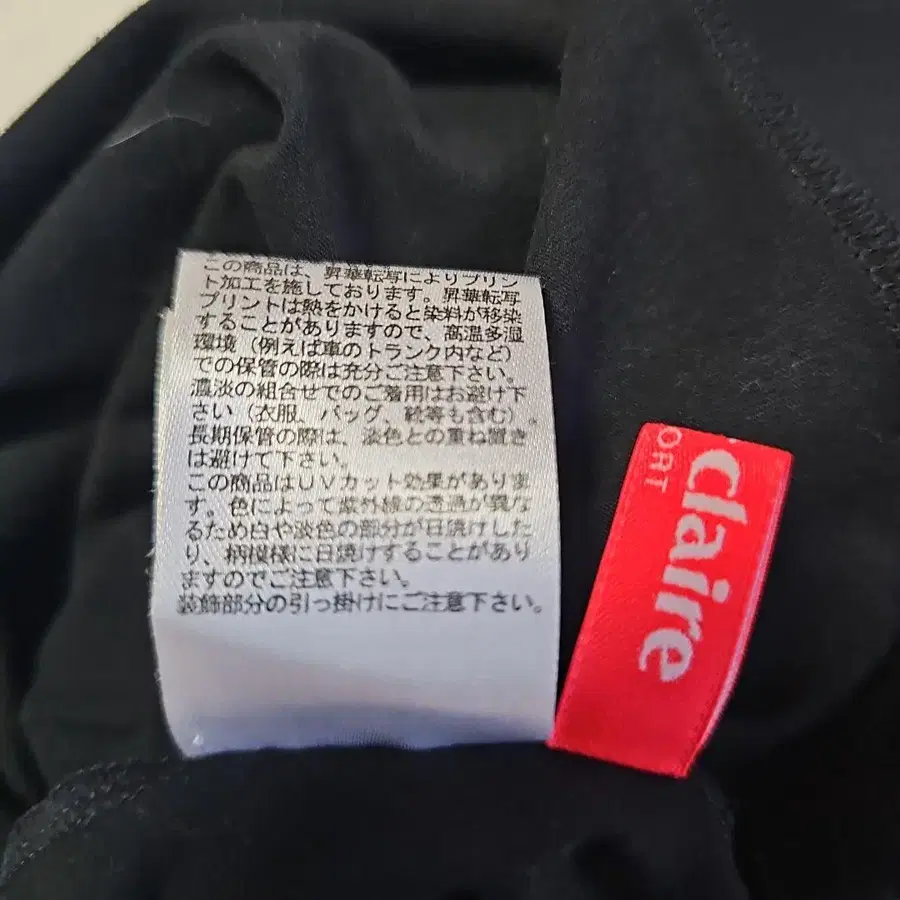 この商品は、昇華転写によりプリン
ト加工を施しております。昇華転写
プリントは熱をかけると染料が移染
することがありますので、高温多湿
環境（例えば車のトランク内など）
での保管の際は充分ご注意下さい。
濃淡の組合せでのご着用はお避け下
さい（衣服、バッグ、靴等も含む）。
長期保管の際は、淡色との重ね置き
は避けて下さい。
この商品はUVカット効果がありま
す。色によって紫外線の透過が異な
るため白や淡色の部分が日焼けした
り、柄模様に日焼けすることがあり
ますのでご注意下さい。
装飾部分の引っ掛けにご注意下さい。
claire
ORT